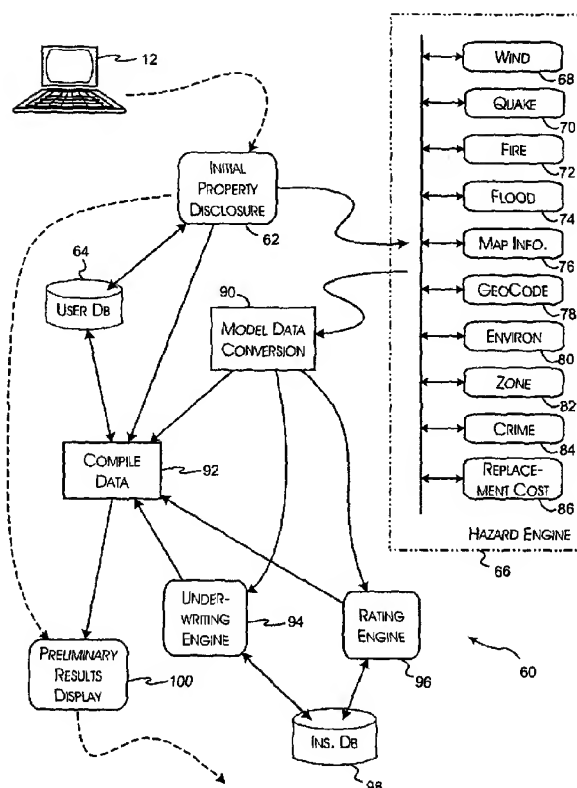 12
WIND
68
QUAKE
70
FIRE
72
FLOOD
74
MAP INFO.
76
GEOCODE
78
ENVIRON
80
ZONE
82
CRIME
84
REPLACE-
MENT COST
86
HAZARD ENGINE
66
INITIAL
PROPERTY
DISCLOSURE
62
64
USER DB
90
MODEL DATA
CONVERSION
COMPILE
DATA
92
UNDER-
WRITING
ENGINE
94
RATING
ENGINE
96
60
PRELIMINARY
RESULTS
DISPLAY
100
INS. DB
98